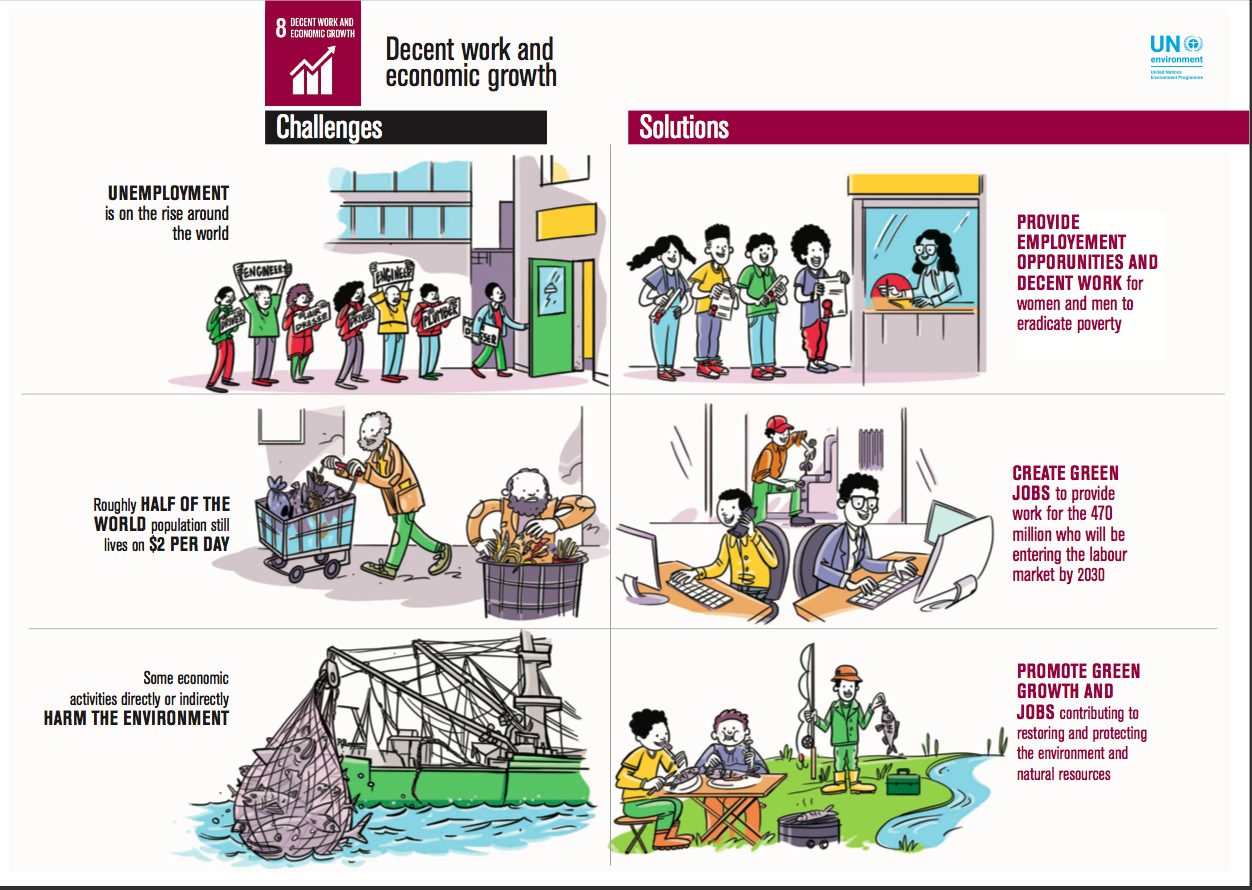 8 DECENT WORK AND
ECONOMIC GROWTH
Decent work and
economic growth
UN
environment
United Nations
Environment Programme
Challenges
Solutions
UNEMPLOYMENT
is on the rise around
the world
ENGINEER
ENGINEER
DRIVER
HAIR
DRESSE
DRIVER
PLUMBER
PROVIDE
EMPLOYEMENT
OPPORUNITIES AND
DECENT WORK for
women and men to
eradicate poverty
Roughly HALF OF THE
WORLD population still
lives on $2 PER DAY
CREATE GREEN
JOBS to provide
work for the 470
million who will be
entering the labour
market by 2030
Some economic
activities directly or indirectly
HARM THE ENVIRONMENT
PROMOTE GREEN
GROWTH AND
JOBS contributing to
restoring and protecting
the environment and
natural resources